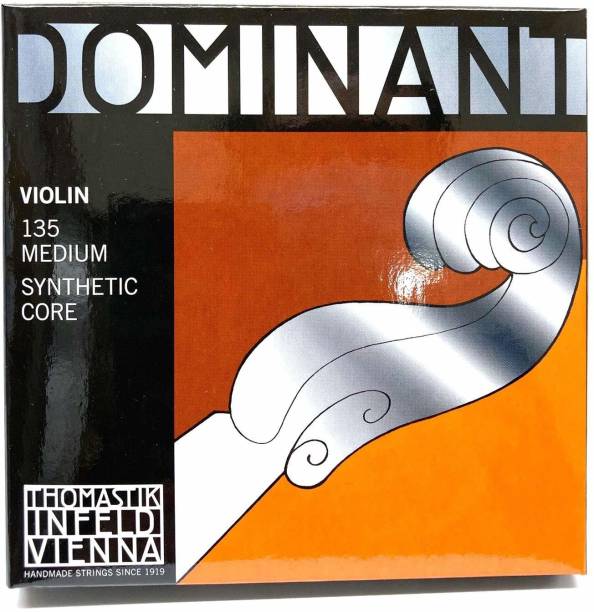 DOMINANT
VIOLIN
135
MEDIUM
SYNTHETIC
CORE
THOMASTIK
INFELD
VIENNA
HANDMADE STRINGS SINCE 1919